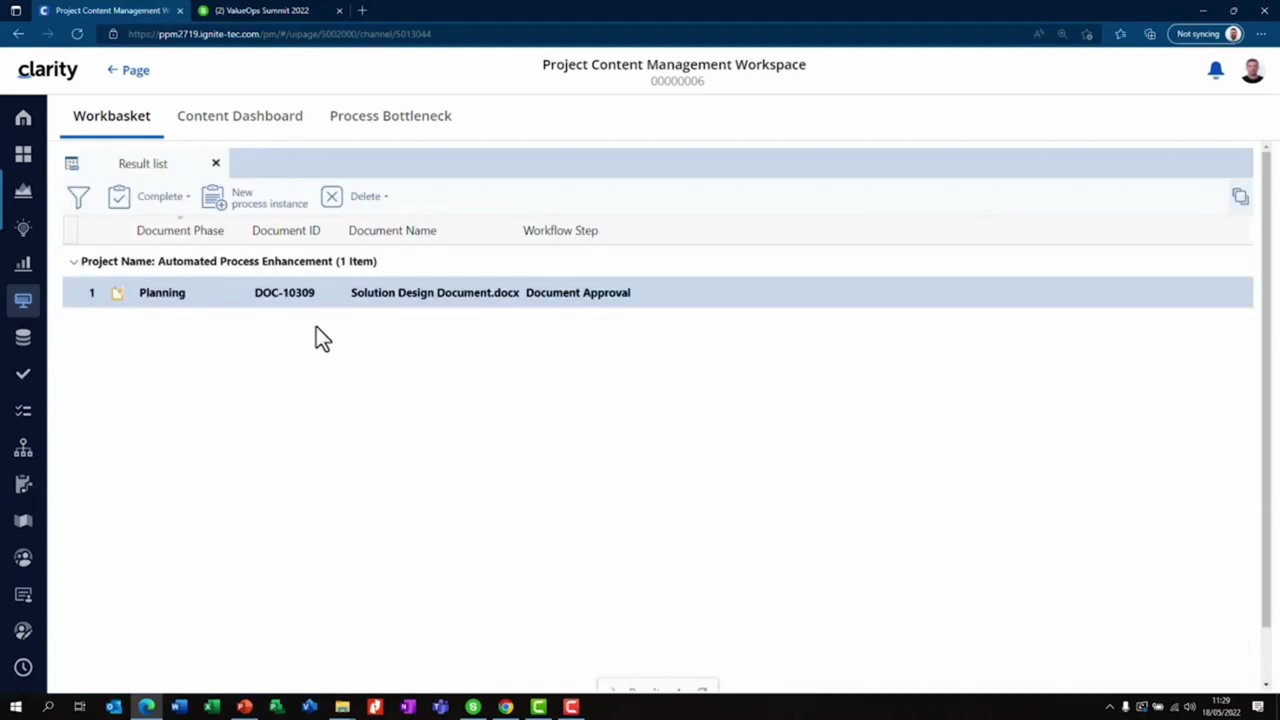 Project Content Management W
(2) ValueOps Summit 2022
https://ppm2719.ignite-tec.com/pm/#/uipage/5002000/channel/5013044
Not syncing
clarity
Page
Project Content Management Workspace
00000006
Workbasket
Content Dashboard
Process Bottleneck
Result list
Complete
New
process instance
Delete
Document Phase
Document ID
Document Name
Workflow Step
Project Name: Automated Process Enhancement (1 Item)
1 Planning DOC-10309 Solution Design Document.docx Document Approval
11:29
18/05/2022